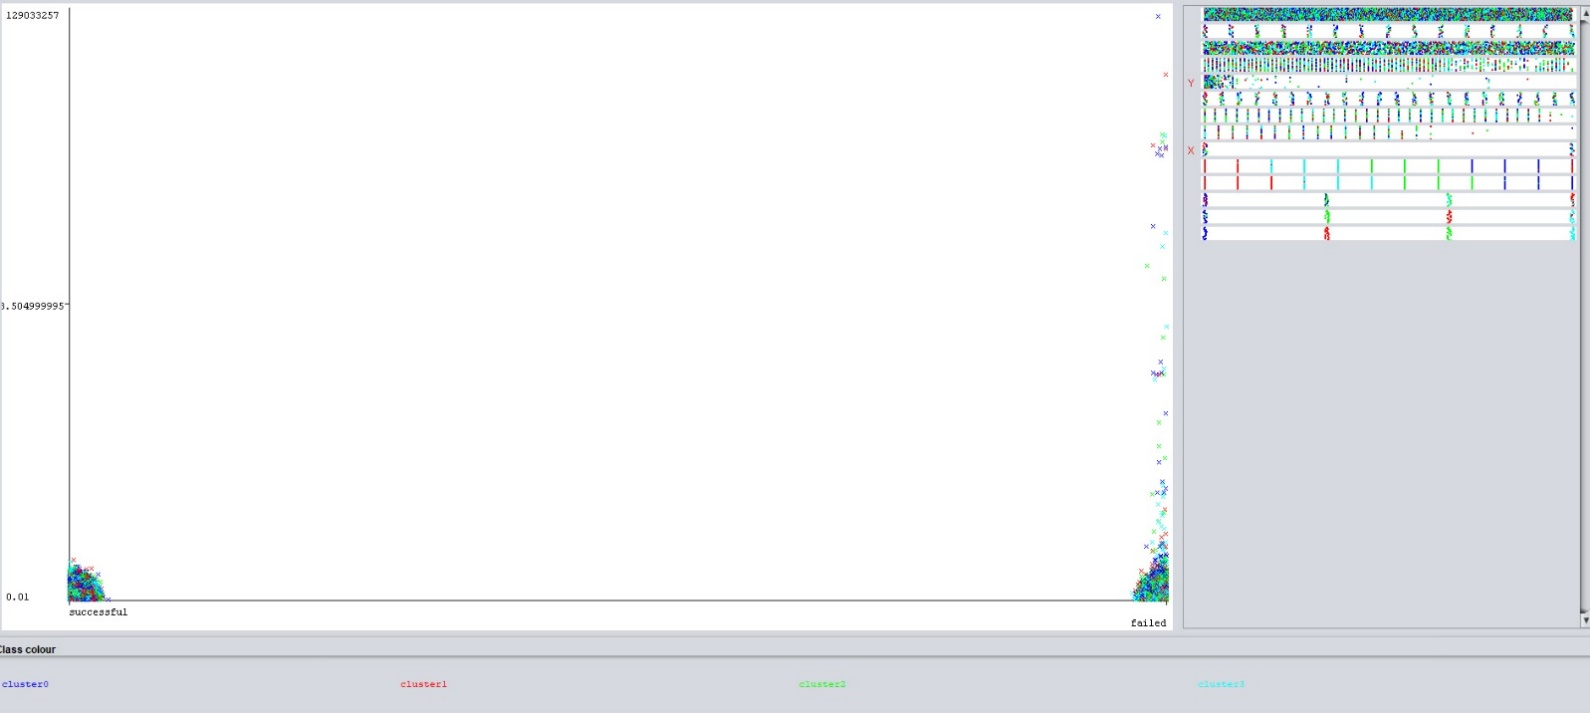 129033257
3.504999995
0.01
successful
failed
Y
X
Class colour
cluster0
cluster1
cluster2
cluster3